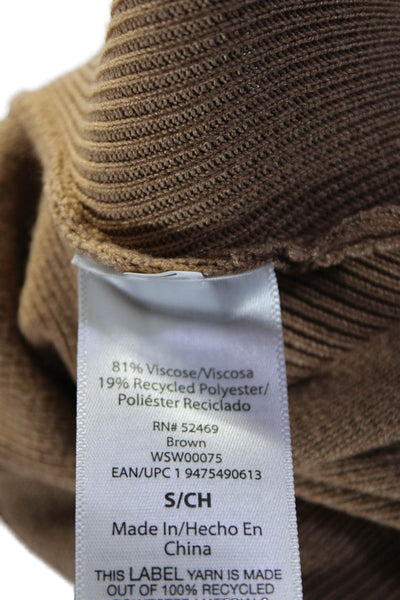 81% Viscose/Viscosa
19% Recycled Polyester/
Poliéster Reciclado
RN# 52469
Brown
WSW00075
EAN/UPC 1 9475490613
S/CH
Made In/Hecho En
China
THIS LABEL YARN IS MADE
OUT OF 100% RECYCLED